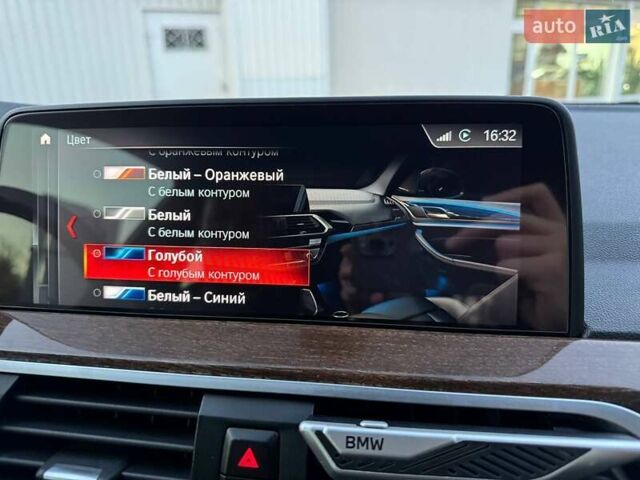 auto RIA
Цвет
16:32
С оранжевым контуром
Белый – Оранжевый
С белым контуром
Белый
С белым контуром
Голубой
С голубым контуром
Белый – Синий
BMW